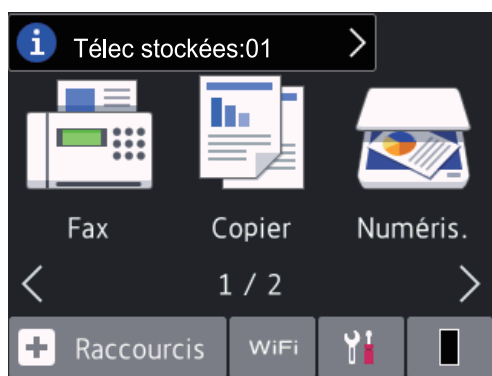 Télec stockées:01
Fax Copier Numéris.
1 / 2
Raccourcis WiFi